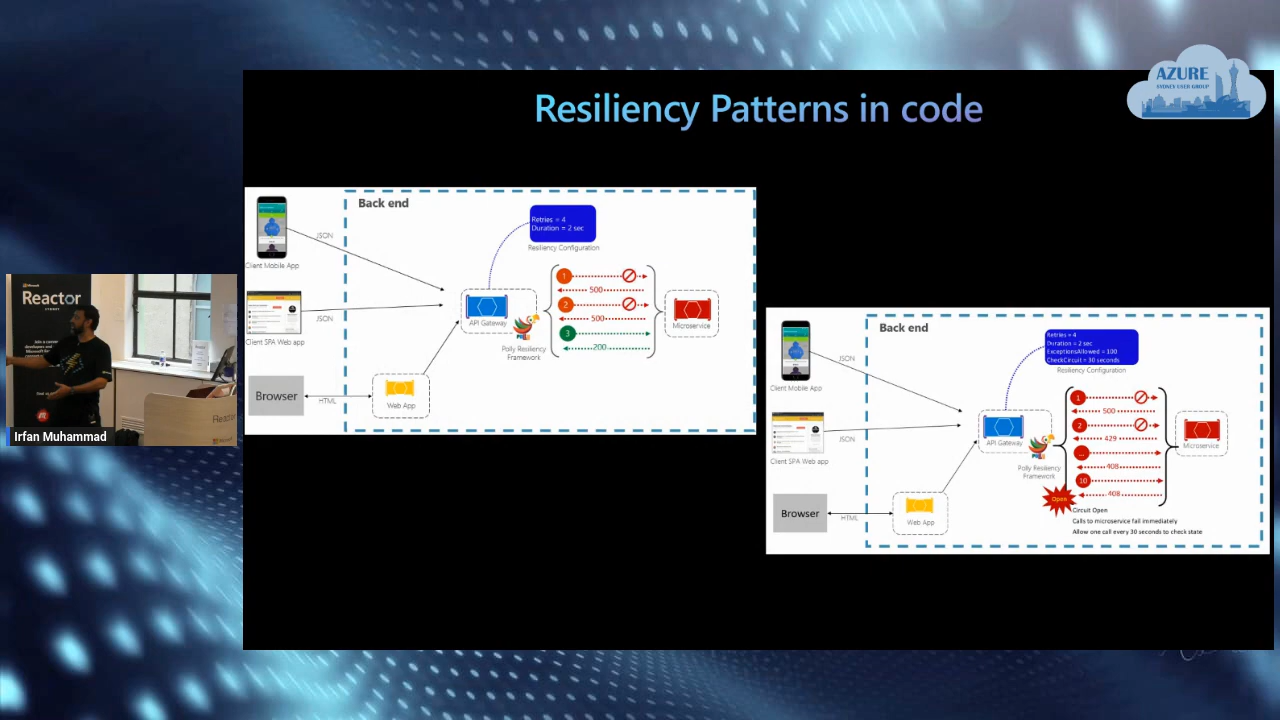 AZURE
SYDNEY USER GROUP
Resiliency Patterns in code
Back end
Retries = 4
Duration = 2 sec
Resiliency Configuration
JSON
Client Mobile App
1
500
2
500
3
200
API Gateway
Polly Resiliency
Framework
Microservice
JSON
Client SPA Web app
Browser
HTML
Web App
Back end
Retries = 4
Duration = 2 sec
ExceptionsAllowed = 100
CheckCircuit = 30 seconds
Resiliency Configuration
JSON
Client Mobile App
1
500
2
429
...
408
10
408
API Gateway
Polly Resiliency
Framework
Microservice
JSON
Client SPA Web app
Open
Circuit Open
Calls to microservice fail immediately
Allow one call every 30 seconds to check state
Browser
HTML
Web App
Microsoft
Reactor
SYDNEY
Irfan Muhammad